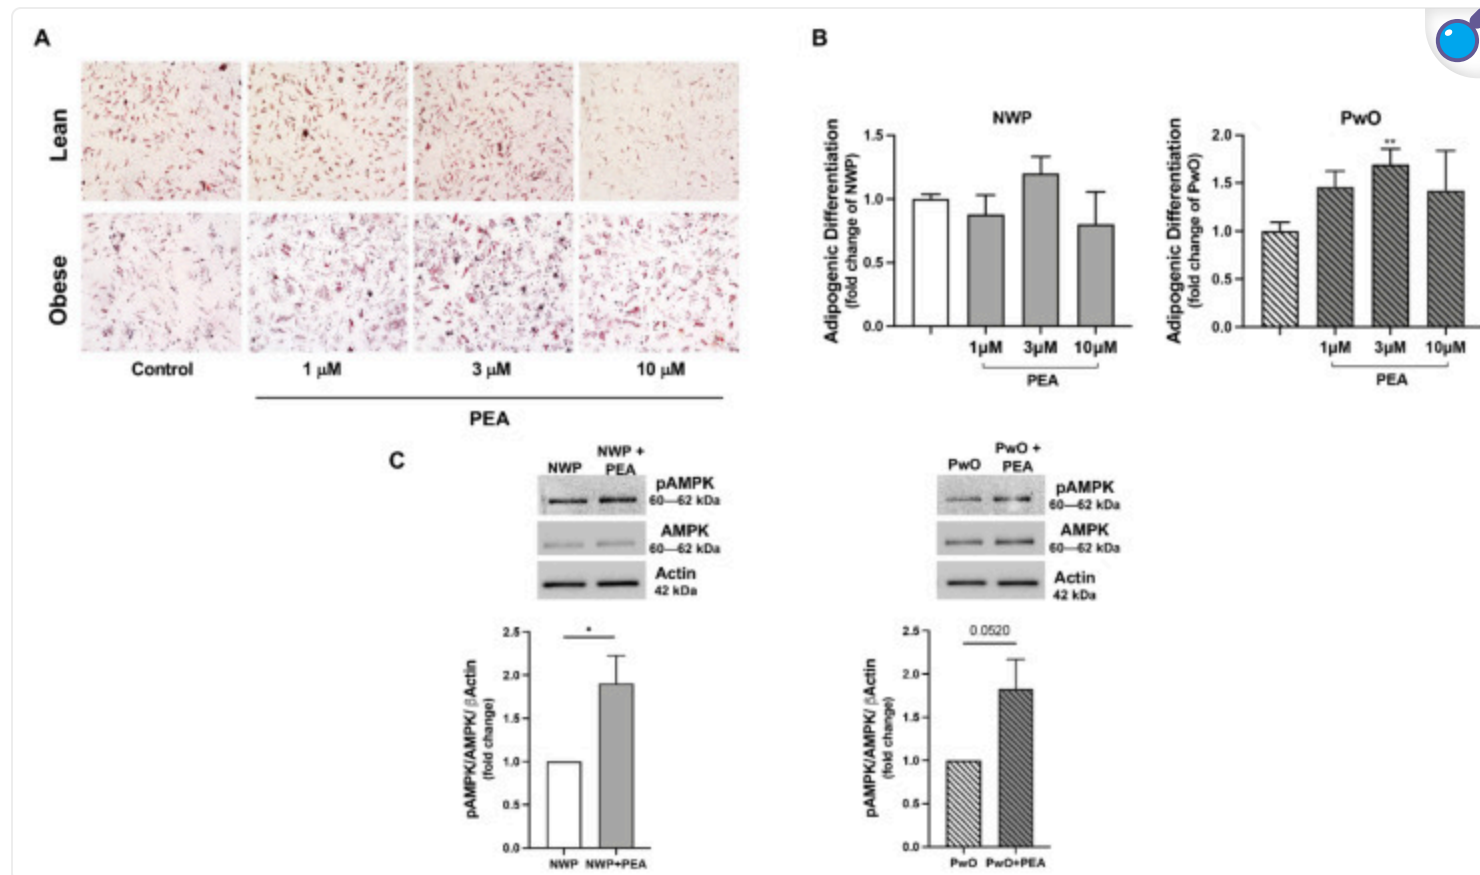 A
Lean
Obese
Control
1 μM
3 μM
10 μM
PEA
B
NWP
Adipogenic Differentiation
(fold change of NWP)
1.5
1.0
0.5
0.0
1μM
3μM
10μM
PEA
PwO
Adipogenic Differentiation
(fold change of PwO)
2.0
1.5
1.0
0.5
0.0
**
1μM
3μM
10μM
PEA
C
NWP
NWP +
PEA
pAMPK
60—62 kDa
AMPK
60—62 kDa
Actin
42 kDa
pAMPK/AMPK/ βActin
(fold change)
2.5
2.0
1.5
1.0
0.5
0.0
*
NWP
NWP+PEA
PwO
PwO +
PEA
pAMPK
60—62 kDa
AMPK
60—62 kDa
Actin
42 kDa
pAMPK/AMPK/ βActin
(fold change)
2.5
2.0
1.5
1.0
0.5
0.0
0.0520
PwO
PwO+PEA